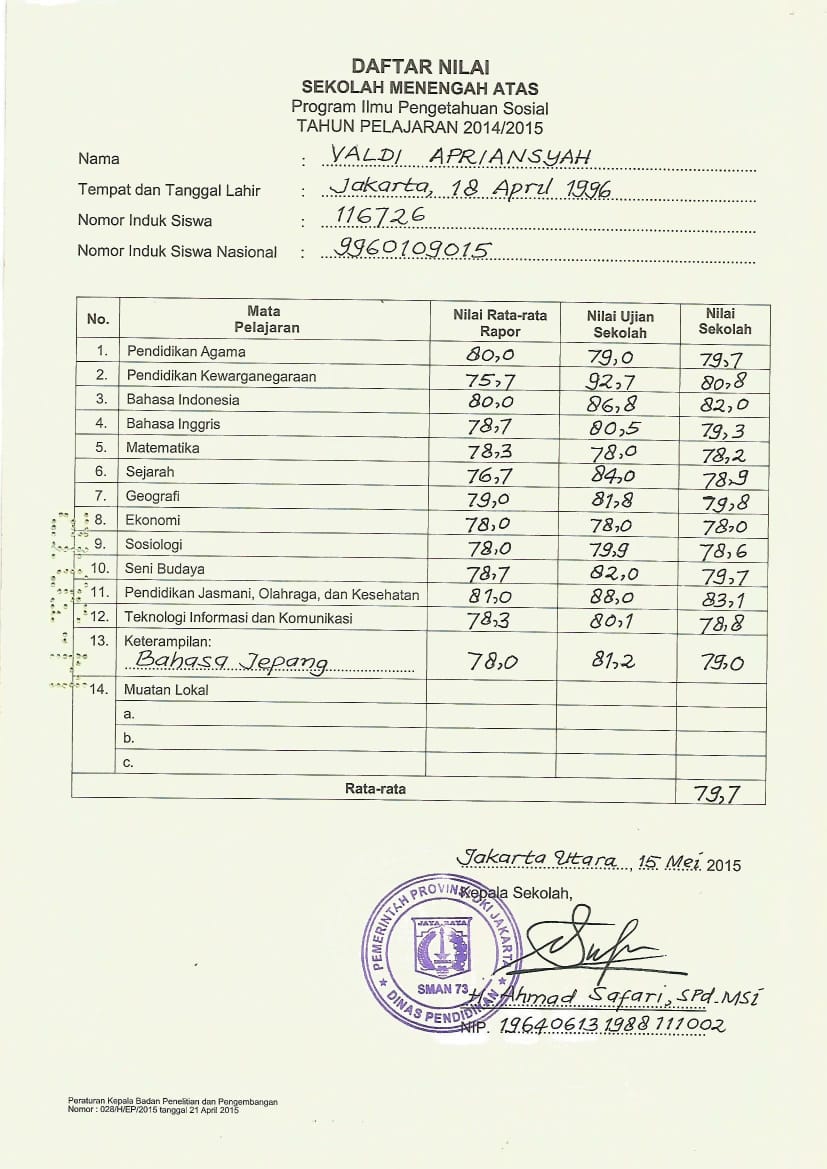 DAFTAR NILAI
SEKOLAH MENENGAH ATAS
Program Ilmu Pengetahuan Sosial
TAHUN PELAJARAN 2014/2015
Nama : VALDI APRIANSYAH
Tempat dan Tanggal Lahir : Jakarta, 18 April 1996
Nomor Induk Siswa : 116726
Nomor Induk Siswa Nasional : 9960109015
No. Mata Pelajaran Nilai Rata-rata Rapor Nilai Ujian Sekolah Nilai Sekolah
1. Pendidikan Agama 80,0 79,0 79,7
2. Pendidikan Kewarganegaraan 75,7 92,7 80,8
3. Bahasa Indonesia 80,0 86,8 82,0
4. Bahasa Inggris 78,7 80,5 79,3
5. Matematika 78,3 78,0 78,2
6. Sejarah 76,7 84,0 78,9
7. Geografi 79,0 81,8 79,8
8. Ekonomi 78,0 78,0 78,0
9. Sosiologi 78,0 79,9 78,6
10. Seni Budaya 78,7 82,0 79,7
11. Pendidikan Jasmani, Olahraga, dan Kesehatan 81,0 88,0 83,1
12. Teknologi Informasi dan Komunikasi 78,3 80,1 78,8
13. Keterampilan:
Bahasa Jepang 78,0 81,2 79,0
14. Muatan Lokal
a.
b.
c.
Rata-rata 79,7
Jakarta Utara, 15 Mei 2015
Kepala Sekolah,
PEMERINTAH PROVINSI DKI JAKARTA
JAYA RAYA
SMAN 73
DINAS PENDIDIKAN
H. Ahmad Safari, SPd.MSi
NIP. 19640613 1988 111002
Peraturan Kepala Badan Penelitian dan Pengembangan
Nomor : 028/H/EP/2015 tanggal 21 April 2015